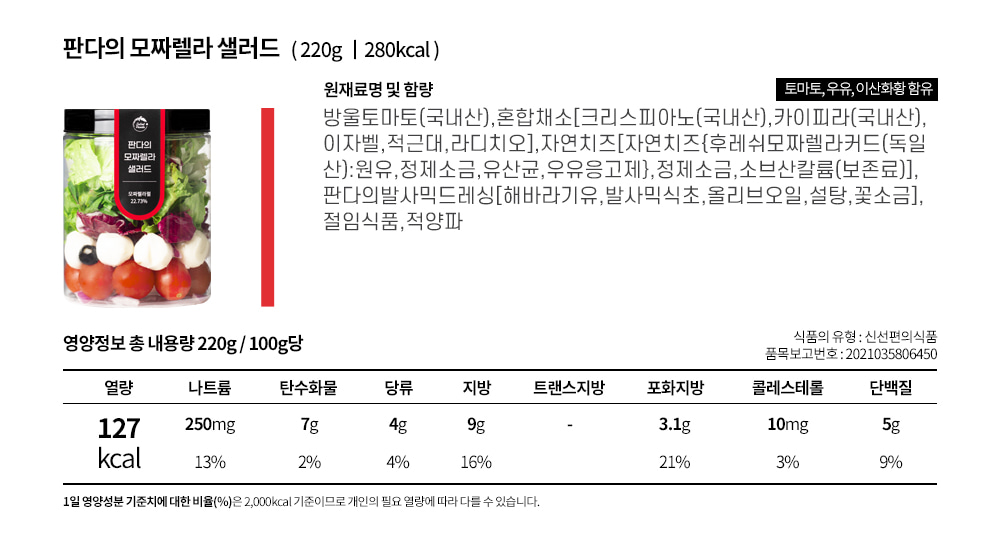 판다의 모짜렐라 샐러드 ( 220g | 280kcal )
원재료명 및 함량
토마토, 우유, 이산화황 함유
방울토마토(국내산),혼합채소[크리스피아노(국내산),카이피라(국내산),
이자벨,적근대,라디치오],자연치즈[자연치즈{후레쉬모짜렐라커드(독일
산):원유,정제소금,유산균,우유응고제},정제소금,소브산칼륨(보존료)],
판다의발사믹드레싱[해바라기유,발사믹식초,올리브오일,설탕,꽃소금],
절임식품,적양파
판다의
모짜렐라
샐러드
모짜렐라펄
22.73%
영양정보 총 내용량 220g / 100g당
식품의 유형 : 신선편의식품
품목보고번호 : 2021035806450
열량 나트륨 탄수화물 당류 지방 트랜스지방 포화지방 콜레스테롤 단백질
127 250mg 7g 4g 9g - 3.1g 10mg 5g
kcal 13% 2% 4% 16% 21% 3% 9%
1일 영양성분 기준치에 대한 비율(%)은 2,000kcal 기준이므로 개인의 필요 열량에 따라 다를 수 있습니다.